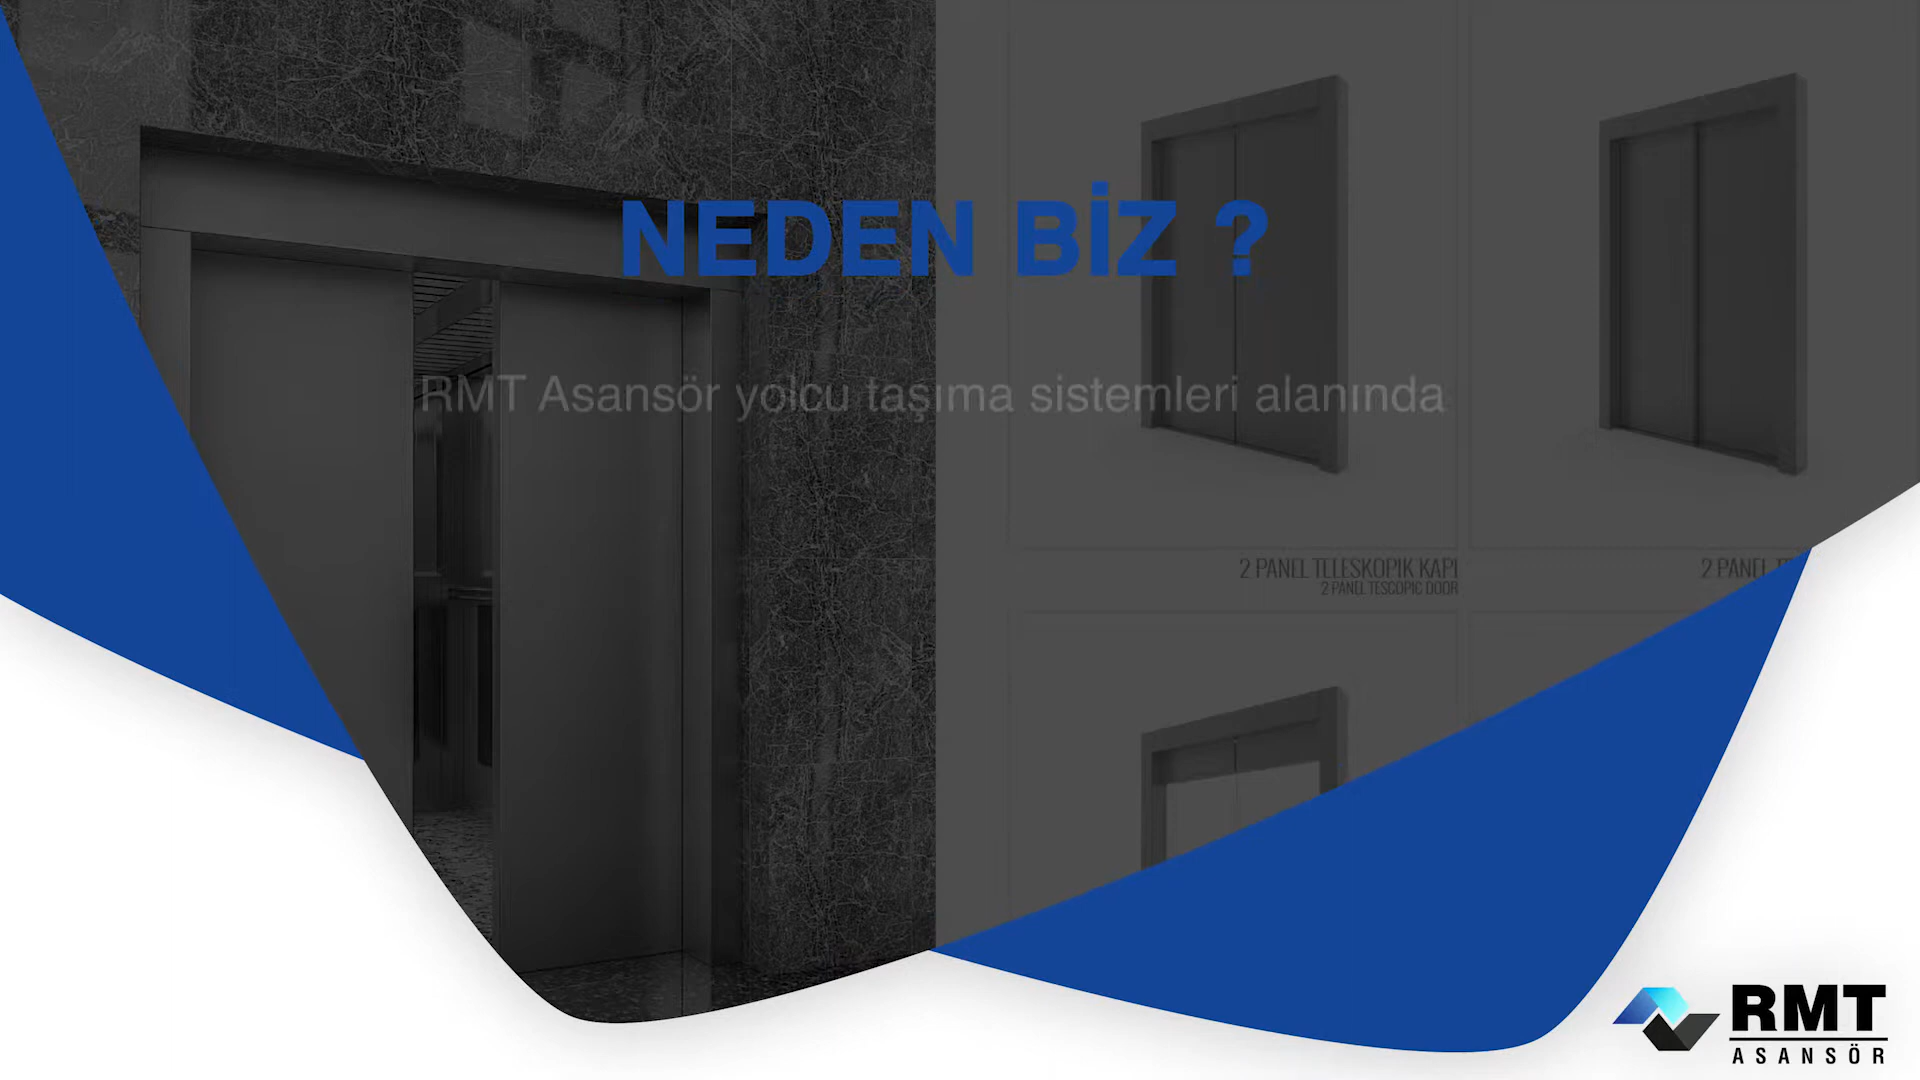 NEDEN BİZ ?
RMT Asansör yolcu taşıma sistemleri alanında
2 PANEL TELESKOPIK KAPI
2 PANEL TESCOPIC DOOR
2 PANEL
RMT
ASANSÖR